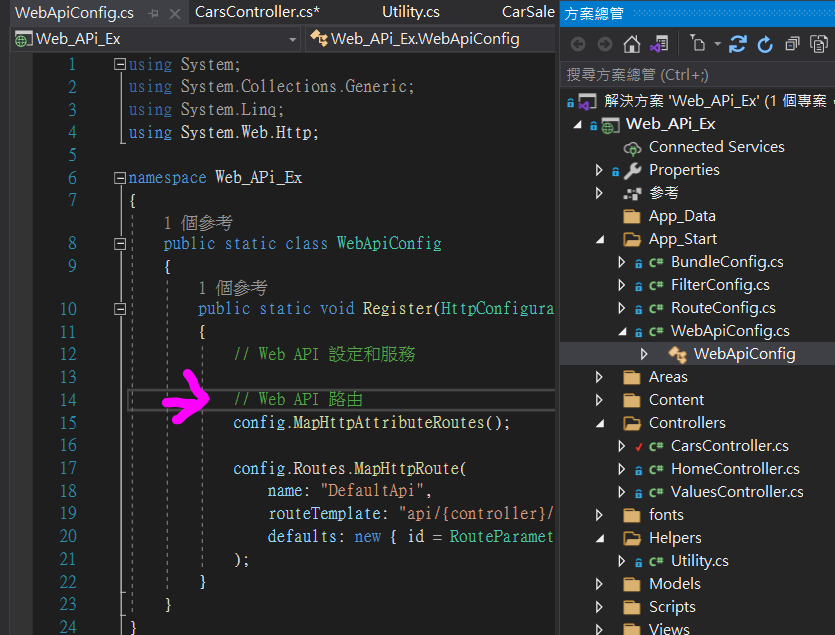 WebApiConfig.cs
CarsController.cs*
Utility.cs
CarSale
Web_APi_Ex
Web_APi_Ex.WebApiConfig
1 using System;
2 using System.Collections.Generic;
3 using System.Linq;
4 using System.Web.Http;
5
6 namespace Web_APi_Ex
7 {
1 個參考
8 public static class WebApiConfig
9 {
1 個參考
10 public static void Register(HttpConfigura
11 {
12 // Web API 設定和服務
13
14 // Web API 路由
15 config.MapHttpAttributeRoutes();
16
17 config.Routes.MapHttpRoute(
18 name: "DefaultApi",
19 routeTemplate: "api/{controller}/
20 defaults: new { id = RouteParamet
21 );
22 }
23 }
24 }
方案總管
搜尋方案總管 (Ctrl+;)
解決方案 'Web_APi_Ex' (1 個專案
Web_APi_Ex
Connected Services
Properties
參考
App_Data
App_Start
C# BundleConfig.cs
C# FilterConfig.cs
C# RouteConfig.cs
C# WebApiConfig.cs
WebApiConfig
Areas
Content
Controllers
C# CarsController.cs
C# HomeController.cs
C# ValuesController.cs
fonts
Helpers
C# Utility.cs
Models
Scripts
Views